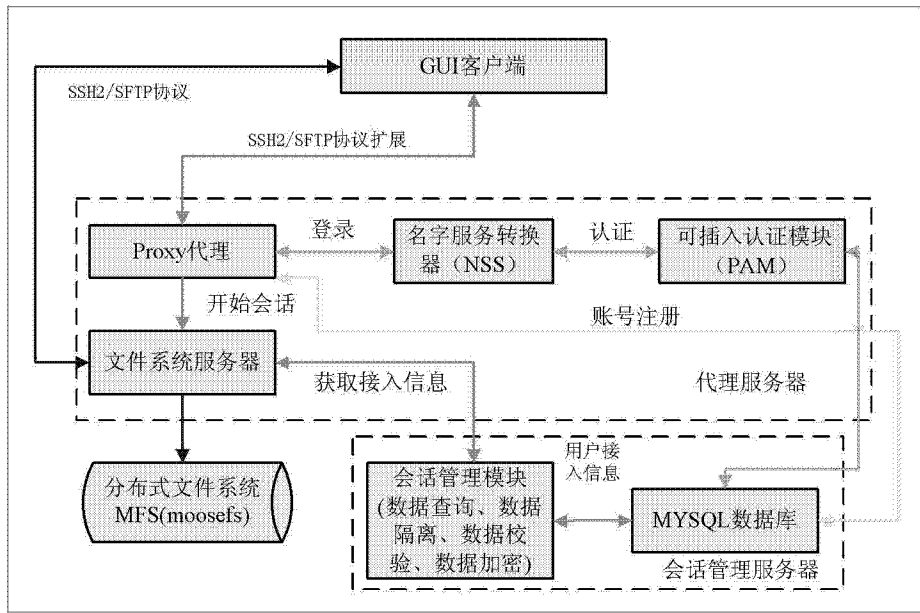 GUI客户端
SSH2/SFTP协议
SSH2/SFTP协议扩展
Proxy代理
登录
名字服务转换
器（NSS）
认证
可插入认证模块
（PAM）
开始会话
账号注册
文件系统服务器
获取接入信息
代理服务器
分布式文件系统
MFS(moosefs)
会话管理模块
(数据查询、数据
隔离、数据校
验、数据加密)
用户接
入信息
MYSQL数据库
会话管理服务器